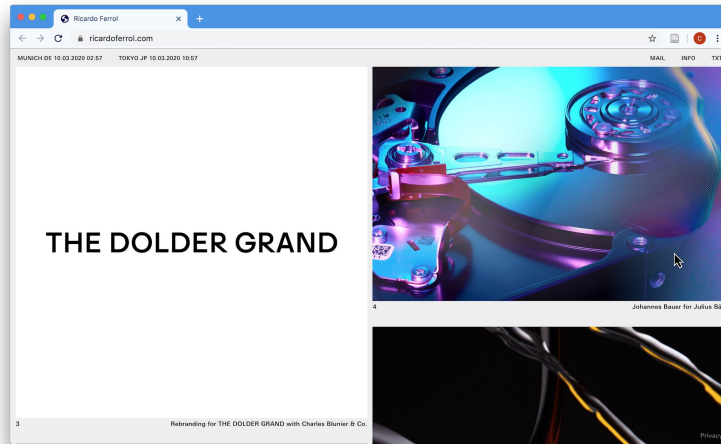 Ricardo Ferrol
ricardoferrol.com
C
MUNICH DE 10.03.2020 02:57
TOKYO JP 10.03.2020 10:57
MAIL
INFO
TXT
THE DOLDER GRAND
3
Rebranding for THE DOLDER GRAND with Charles Blunier & Co.
4
Johannes Bauer for Julius Bä
Privacy